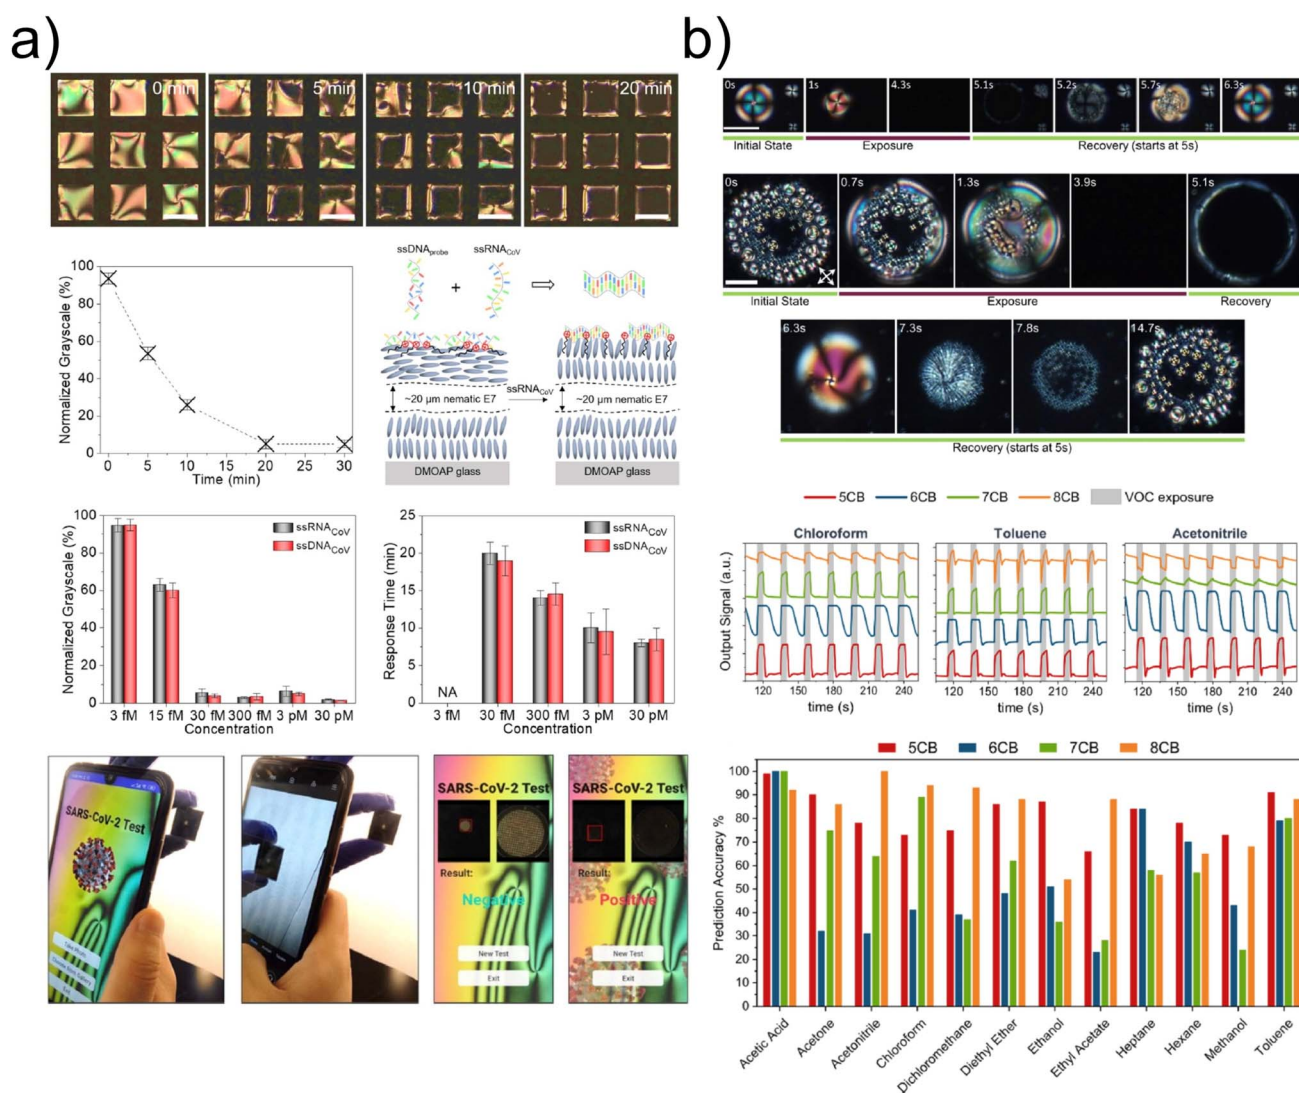 a)
0 min
5 min
10 min
20 min
Normalized Grayscale (%)
100
80
60
40
20
0
0 5 10 15 20 25 30
Time (min)
ssDNAprobe
ssRNACoV
+
~20 µm nematic E7
ssRNACoV
~20 µm nematic E7
DMOAP glass
DMOAP glass
Normalized Grayscale (%)
100
80
60
40
20
0
ssRNACoV
ssDNACoV
3 fM 15 fM 30 fM 300 fM 3 pM 30 pM
Concentration
Response Time (min)
25
20
15
10
5
0
ssRNACoV
ssDNACoV
NA
3 fM 30 fM 300 fM 3 pM 30 pM
Concentration
SARS-CoV-2 Test
Take Photo
Exit
SARS-CoV-2 Test
Result:
Negative
New Test
Exit
SARS-CoV-2 Test
Result:
Positive
New Test
Exit
b)
0s
1s
4.3s
5.1s
5.2s
5.7s
6.3s
Initial State
Exposure
Recovery (starts at 5s)
0s
0.7s
1.3s
3.9s
5.1s
Initial State
Exposure
Recovery
6.3s
7.3s
7.8s
14.7s
Recovery (starts at 5s)
5CB 6CB 7CB 8CB VOC exposure
Chloroform
Toluene
Acetonitrile
Output Signal (a.u.)
120 160 200 240
120 160 200 240
120 160 200 240
time (s)
time (s)
time (s)
5CB 6CB 7CB 8CB
Prediction Accuracy %
100
90
80
70
60
50
40
30
20
10
0
Acetic Acid
Acetone
Acetonitrile
Chloroform
Dichloromethane
Diethyl Ether
Ethanol
Ethyl Acetate
Heptane
Hexane
Methanol
Toluene